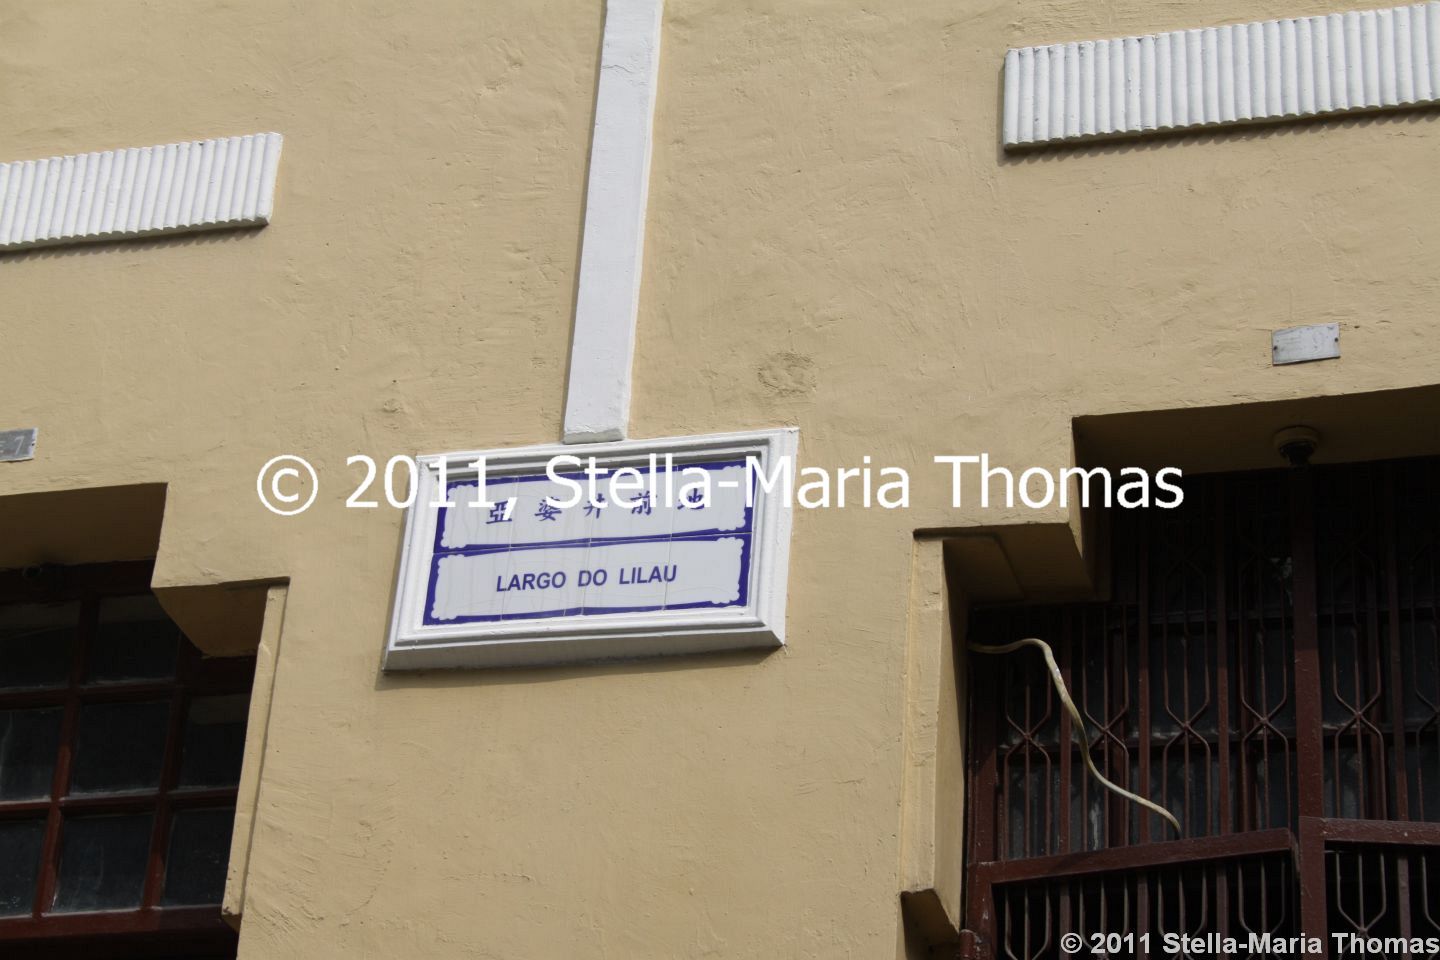 © 2011, Stella-Maria Thomas
亞婆井前地
LARGO DO LILAU
© 2011 Stella-Maria Thomas